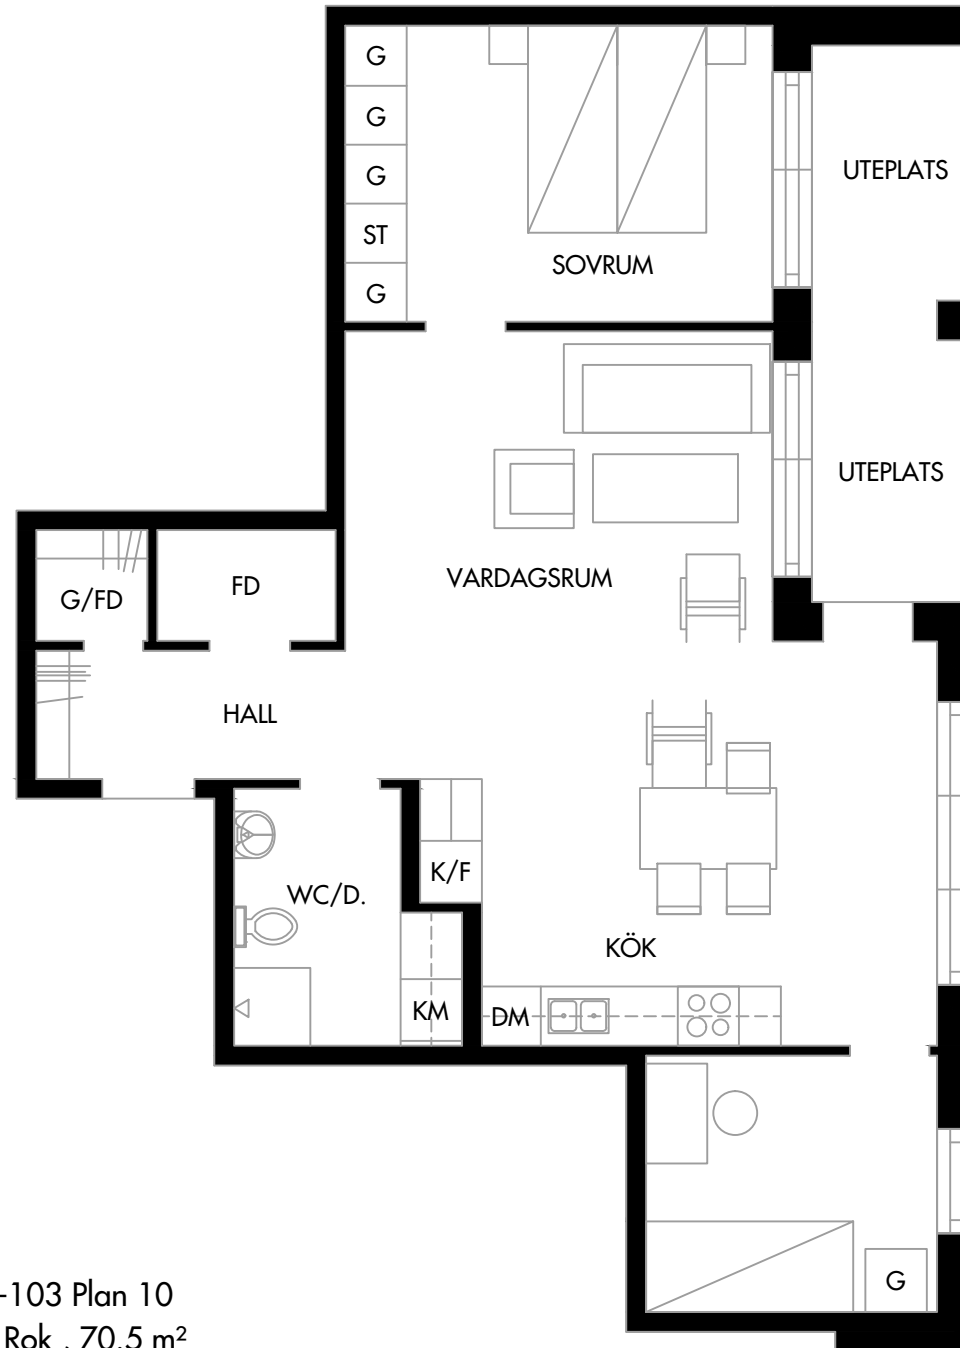 G
G
UTEPLATS
G
ST
SOVRUM
G
UTEPLATS
VARDAGSRUM
G/FD
FD
HALL
K/F
WC/D.
KÖK
KM
DM
G
-103 Plan 10
Rok . 70.5 m²